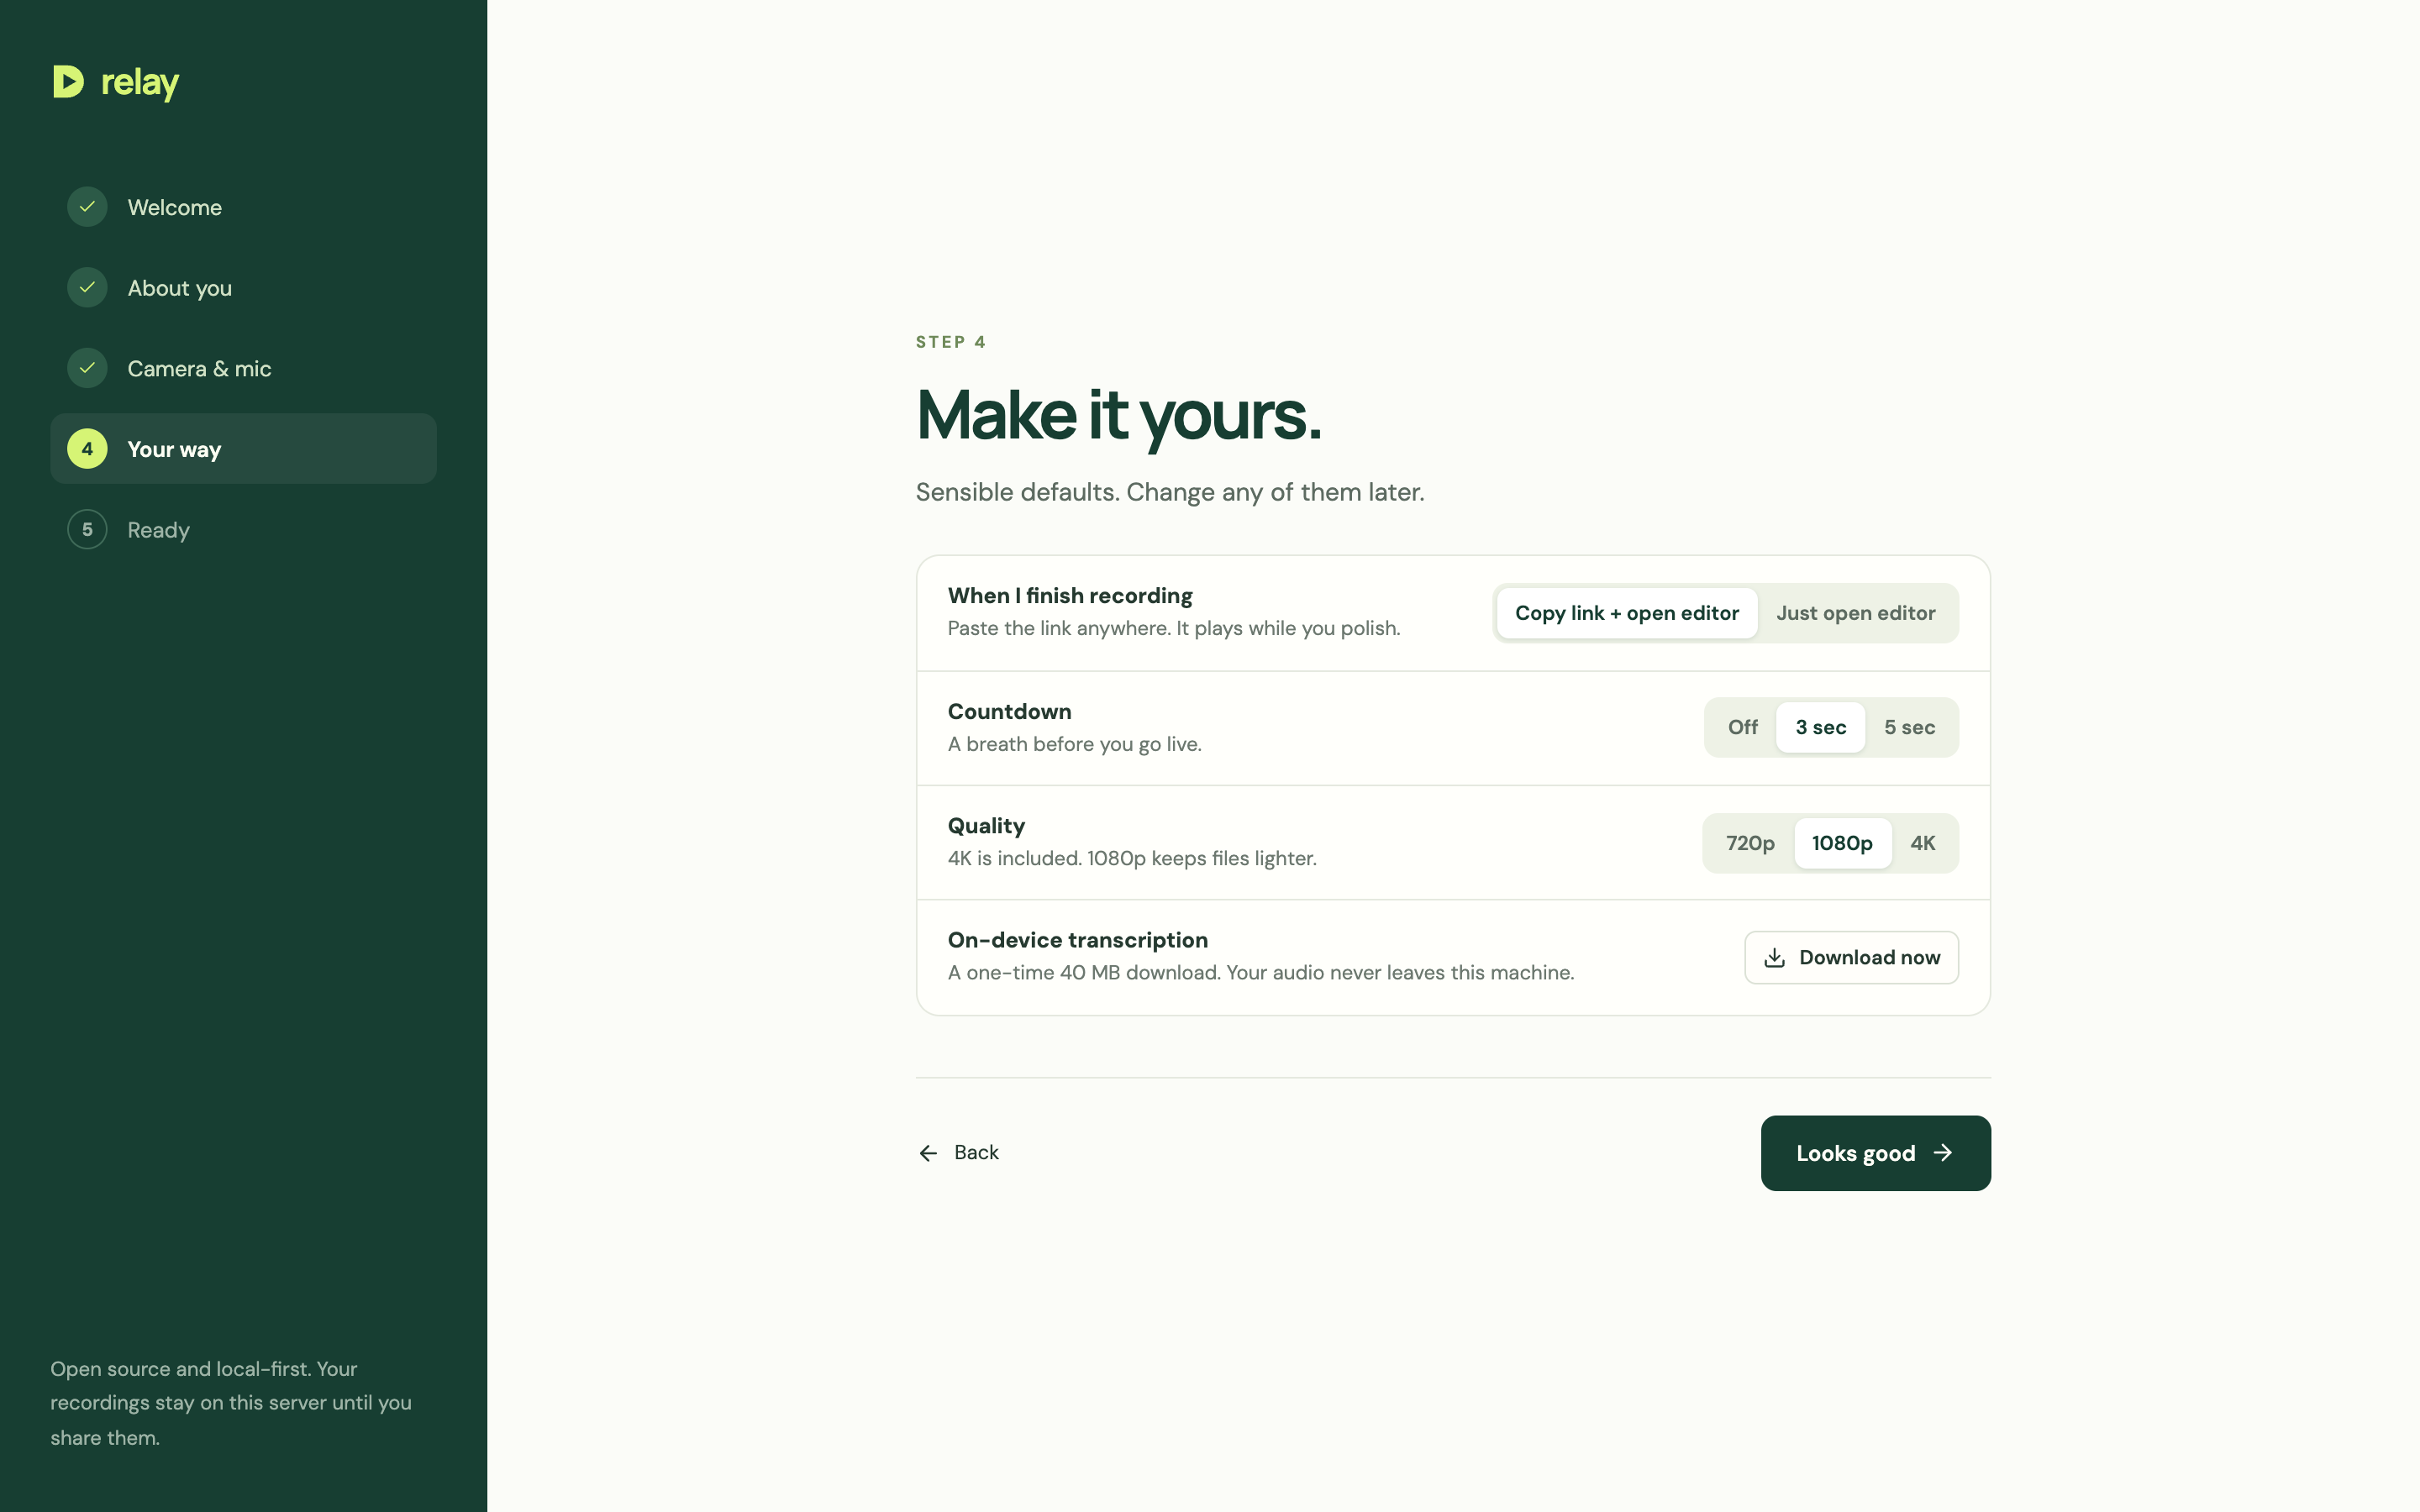 relay
Welcome
About you
Camera & mic
4 Your way
5 Ready
Open source and local-first. Your
recordings stay on this server until you
share them.
STEP 4
Make it yours.
Sensible defaults. Change any of them later.
When I finish recording
Paste the link anywhere. It plays while you polish.
Copy link + open editor Just open editor
Countdown
A breath before you go live.
Off 3 sec 5 sec
Quality
4K is included. 1080p keeps files lighter.
720p 1080p 4K
On-device transcription
A one-time 40 MB download. Your audio never leaves this machine.
Download now
Back
Looks good